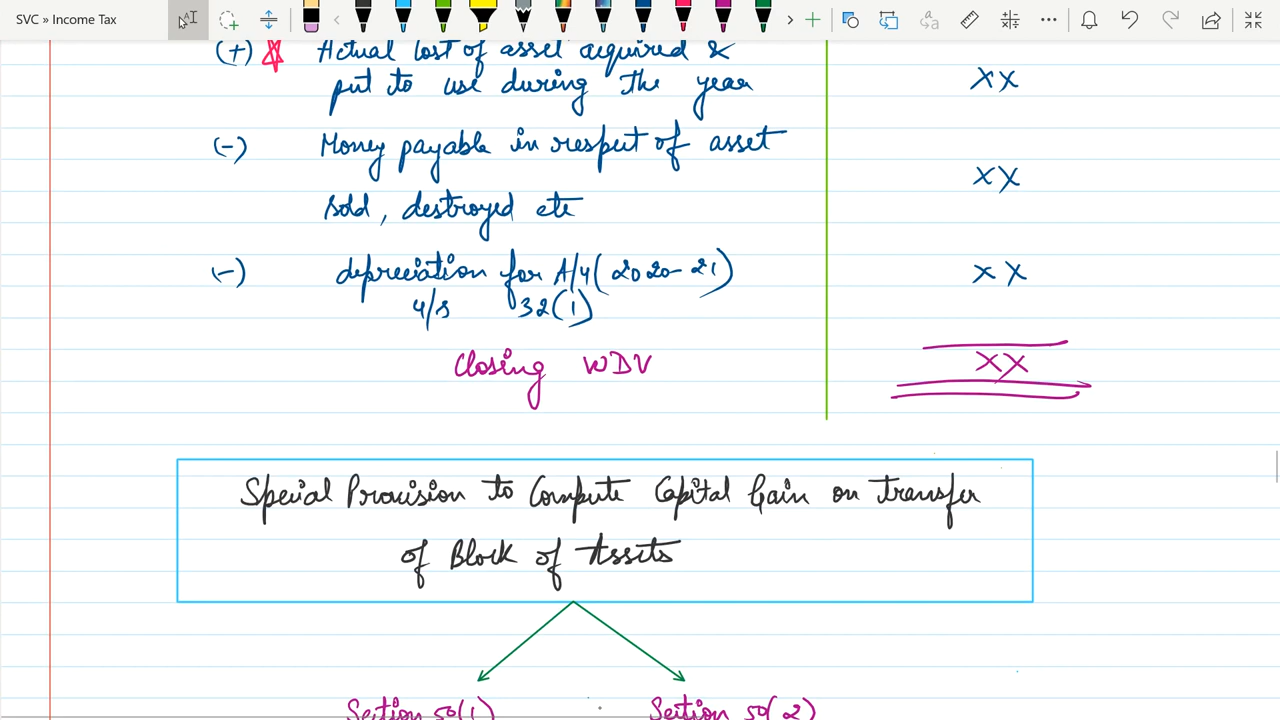 SVC » Income Tax
(+) Actual Cost of asset acquired &
put to use during the year
XX
(-) Money payable in respect of asset
XX
sold, destroyed etc
(-) depreciation for A/Y (2020-21)
XX
u/s 32(1)
Closing WDV
XX
Special Provision to Compute Capital Gain on transfer
of Block of Assets
Section 50(1)
Section 50(2)